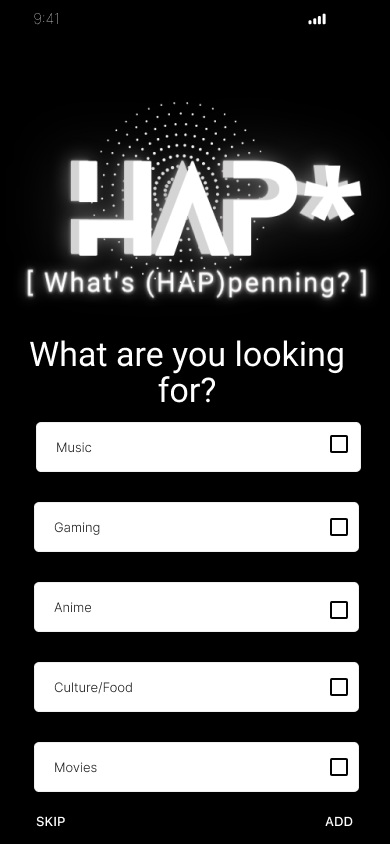 9:41
HAP*
[ What's (HAP)penning? ]
What are you looking
for?
Music
Gaming
Anime
Culture/Food
Movies
SKIP
ADD